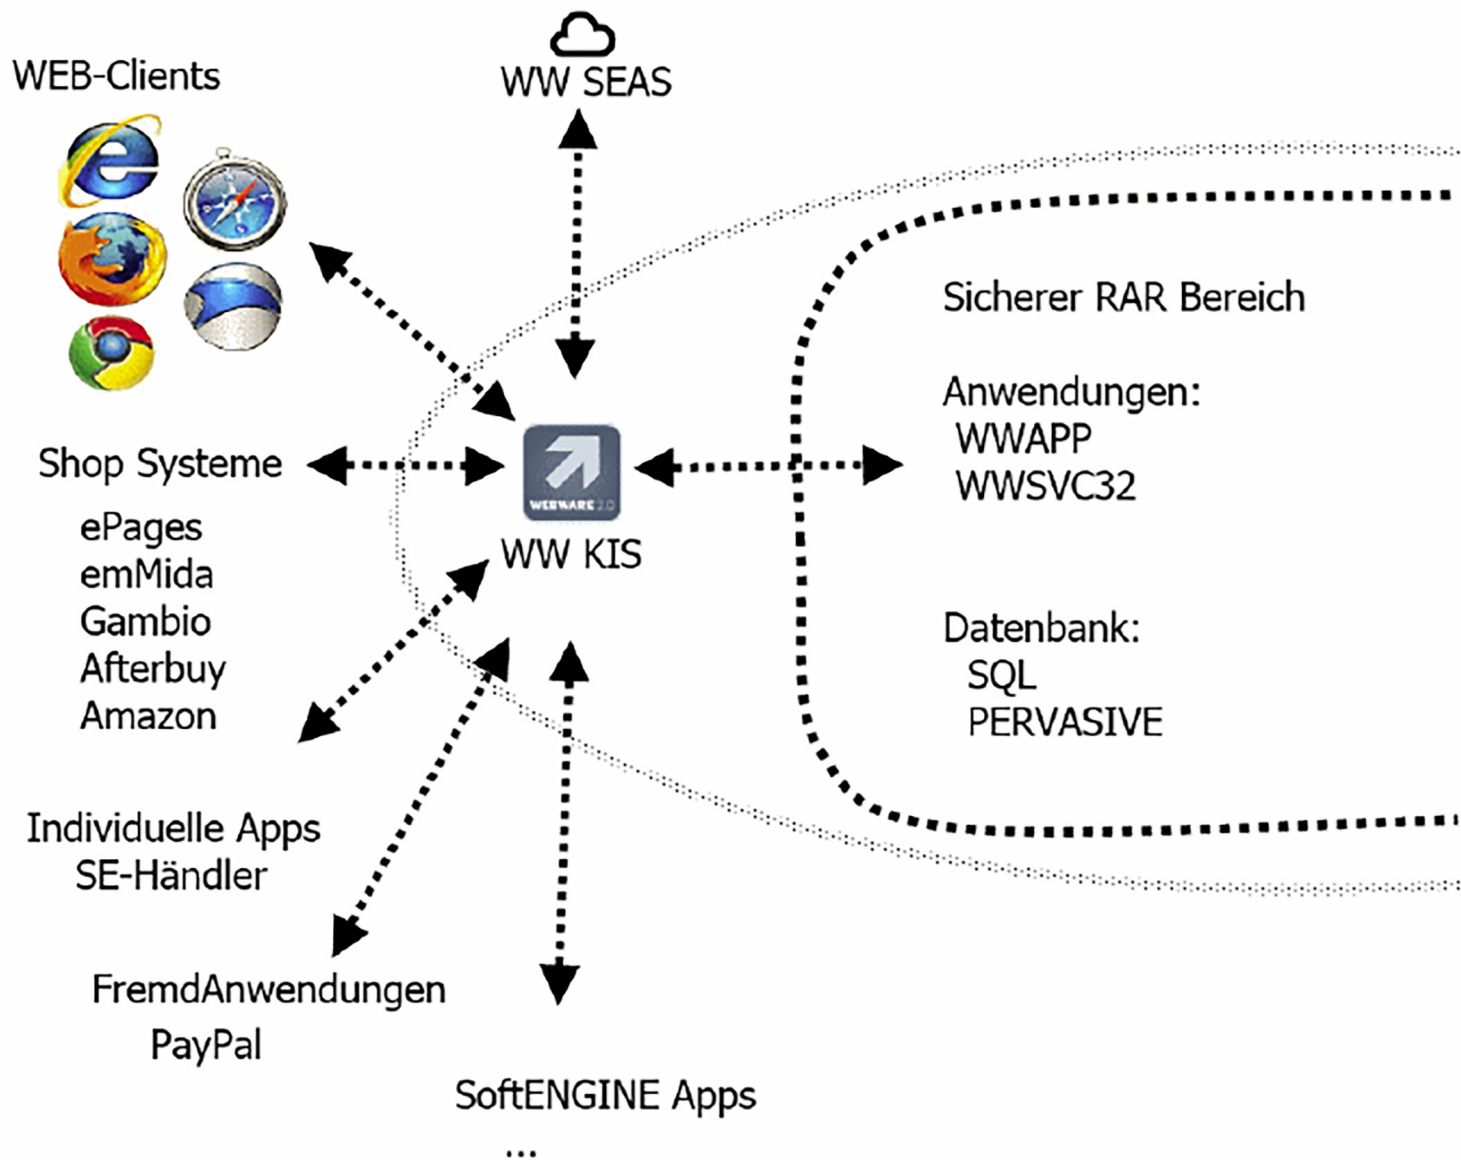 WEB-Clients
WW SEAS
Sicherer RAR Bereich
Anwendungen:
WWAPP
WWSVC32
Datenbank:
SQL
PERVASIVE
WEBWARE 2.0
WW KIS
Shop Systeme
ePages
emMida
Gambio
Afterbuy
Amazon
Individuelle Apps
SE-Händler
FremdAnwendungen
PayPal
SoftENGINE Apps
...